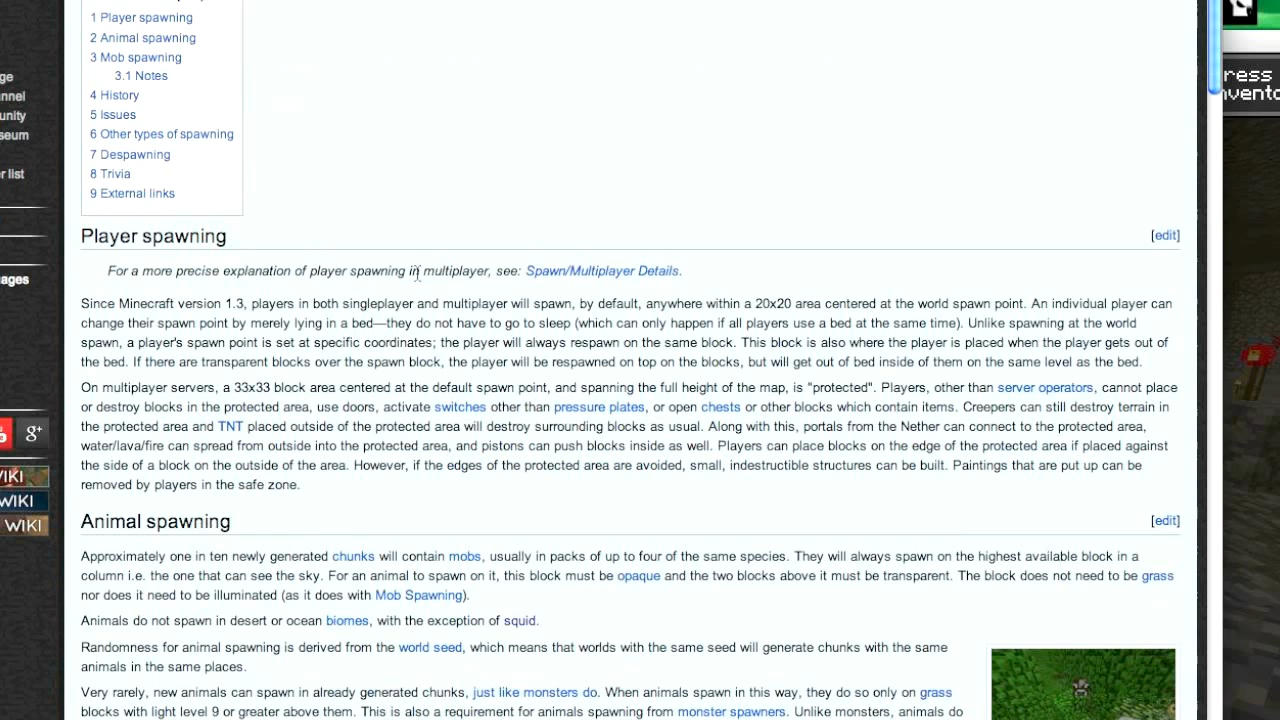 1 Player spawning
2 Animal spawning
3 Mob spawning
3.1 Notes
4 History
5 Issues
6 Other types of spawning
7 Despawning
8 Trivia
9 External links
ge
nnel
unity
seum
r list
ages
g+
WIKI
WIKI
WIKI
ress
nvento
Player spawning [edit]
For a more precise explanation of player spawning in multiplayer, see: Spawn/Multiplayer Details.
Since Minecraft version 1.3, players in both singleplayer and multiplayer will spawn, by default, anywhere within a 20x20 area centered at the world spawn point. An individual player can
change their spawn point by merely lying in a bed—they do not have to go to sleep (which can only happen if all players use a bed at the same time). Unlike spawning at the world
spawn, a player's spawn point is set at specific coordinates; the player will always respawn on the same block. This block is also where the player is placed when the player gets out of
the bed. If there are transparent blocks over the spawn block, the player will be respawned on top on the blocks, but will get out of bed inside of them on the same level as the bed.
On multiplayer servers, a 33x33 block area centered at the default spawn point, and spanning the full height of the map, is "protected". Players, other than server operators, cannot place
or destroy blocks in the protected area, use doors, activate switches other than pressure plates, or open chests or other blocks which contain items. Creepers can still destroy terrain in
the protected area and TNT placed outside of the protected area will destroy surrounding blocks as usual. Along with this, portals from the Nether can connect to the protected area,
water/lava/fire can spread from outside into the protected area, and pistons can push blocks inside as well. Players can place blocks on the edge of the protected area if placed against
the side of a block on the outside of the area. However, if the edges of the protected area are avoided, small, indestructible structures can be built. Paintings that are put up can be
removed by players in the safe zone.
Animal spawning [edit]
Approximately one in ten newly generated chunks will contain mobs, usually in packs of up to four of the same species. They will always spawn on the highest available block in a
column i.e. the one that can see the sky. For an animal to spawn on it, this block must be opaque and the two blocks above it must be transparent. The block does not need to be grass
nor does it need to be illuminated (as it does with Mob Spawning).
Animals do not spawn in desert or ocean biomes, with the exception of squid.
Randomness for animal spawning is derived from the world seed, which means that worlds with the same seed will generate chunks with the same
animals in the same places.
Very rarely, new animals can spawn in already generated chunks, just like monsters do. When animals spawn in this way, they do so only on grass
blocks with light level 9 or greater above them. This is also a requirement for animals spawning from monster spawners. Unlike monsters, animals do